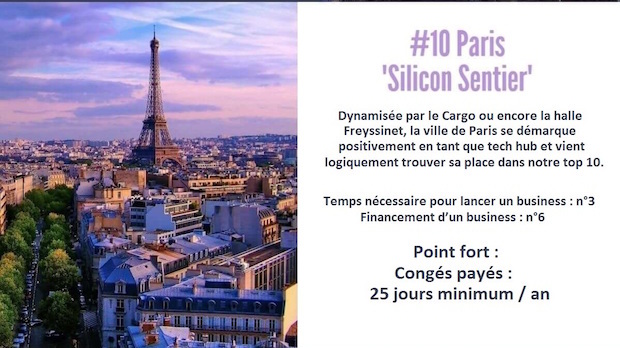 #10 Paris
'Silicon Sentier'
Dynamisée par le Cargo ou encore la halle
Freyssinet, la ville de Paris se démarque
positivement en tant que tech hub et vient
logiquement trouver sa place dans notre top 10.
Temps nécessaire pour lancer un business : n°3
Financement d’un business : n°6
Point fort :
Congés payés :
25 jours minimum / an